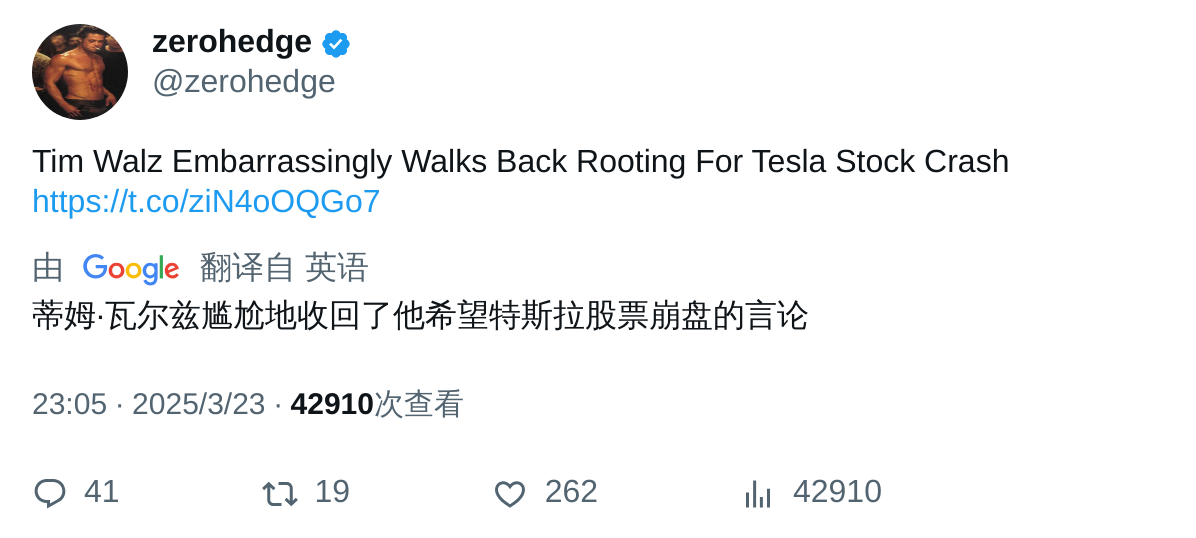 zerohedge
@zerohedge
Tim Walz Embarrassingly Walks Back Rooting For Tesla Stock Crash
https://t.co/ziN4oOQGo7
由 Google 翻译自 英语
蒂姆·瓦尔兹尴尬地收回了他希望特斯拉股票崩盘的言论
23:05 · 2025/3/23 · 42910次查看
41 19 262 42910